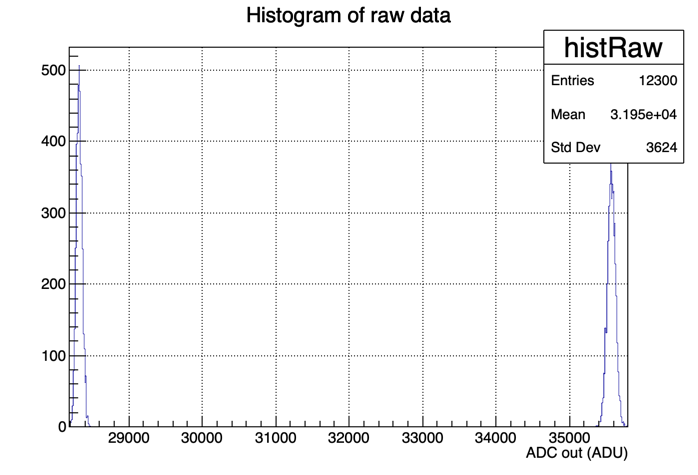 Histogram of raw data
histRaw
Entries 12300
Mean 3.195e+04
Std Dev 3624
500
400
300
200
100
0
29000 30000 31000 32000 33000 34000 35000
ADC out (ADU)